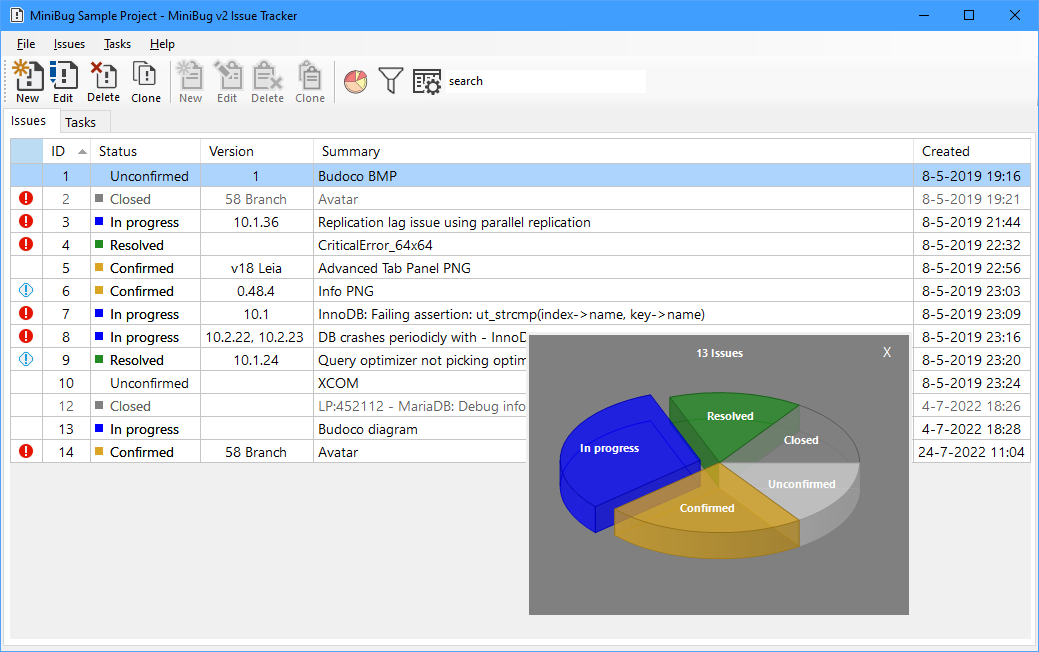 MiniBug Sample Project - MiniBug v2 Issue Tracker
File Issues Tasks Help
New Edit Delete Clone New Edit Delete Clone search
Issues Tasks
ID Status Version Summary Created
1 Unconfirmed 1 Budoco BMP 8-5-2019 19:16
2 Closed 58 Branch Avatar 8-5-2019 19:21
3 In progress 10.1.36 Replication lag issue using parallel replication 8-5-2019 21:44
4 Resolved CriticalError_64x64 8-5-2019 22:32
5 Confirmed v18 Leia Advanced Tab Panel PNG 8-5-2019 22:56
6 Confirmed 0.48.4 Info PNG 8-5-2019 23:03
7 In progress 10.1 InnoDB: Failing assertion: ut_strcmp(index->name, key->name) 8-5-2019 23:09
8 In progress 10.2.22, 10.2.23 DB crashes periodicly with - InnoD 8-5-2019 23:16
9 Resolved 10.1.24 Query optimizer not picking optim 8-5-2019 23:20
10 Unconfirmed XCOM 8-5-2019 23:24
12 Closed LP:452112 - MariaDB: Debug info 4-7-2022 18:26
13 In progress Budoco diagram 4-7-2022 18:28
14 Confirmed 58 Branch Avatar 24-7-2022 11:04
13 Issues X
Resolved
Closed
In progress
Unconfirmed
Confirmed